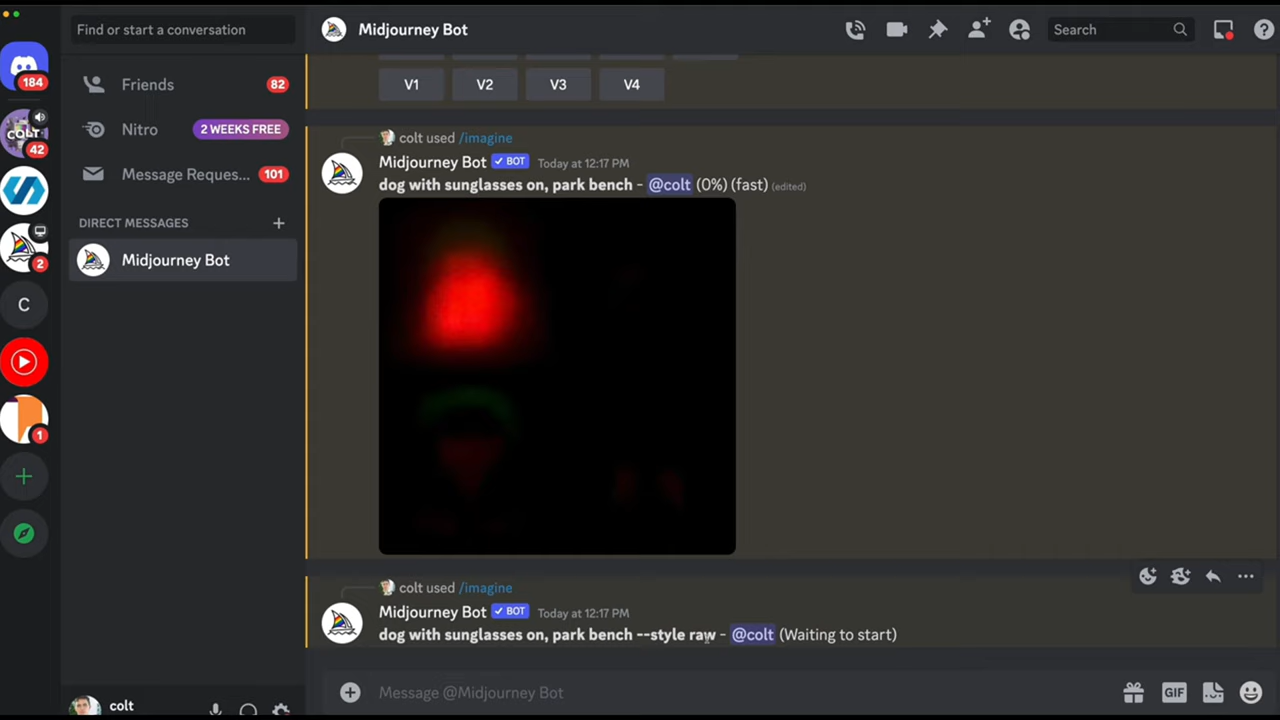 Find or start a conversation
Midjourney Bot
Search
184
Friends
82
V1
V2
V3
V4
COLT
42
Nitro
2 WEEKS FREE
colt used /imagine
Midjourney Bot BOT Today at 12:17 PM
Message Reques...
101
dog with sunglasses on, park bench - @colt (0%) (fast) (edited)
DIRECT MESSAGES
2
Midjourney Bot
C
1
colt used /imagine
Midjourney Bot BOT Today at 12:17 PM
dog with sunglasses on, park bench --style raw - @colt (Waiting to start)
Message @Midjourney Bot
GIF
colt